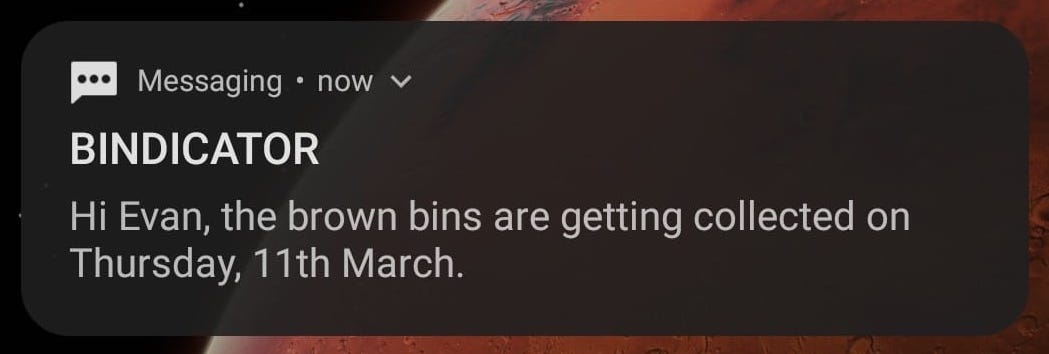 Messaging • now
BINDICATOR
Hi Evan, the brown bins are getting collected on
Thursday, 11th March.